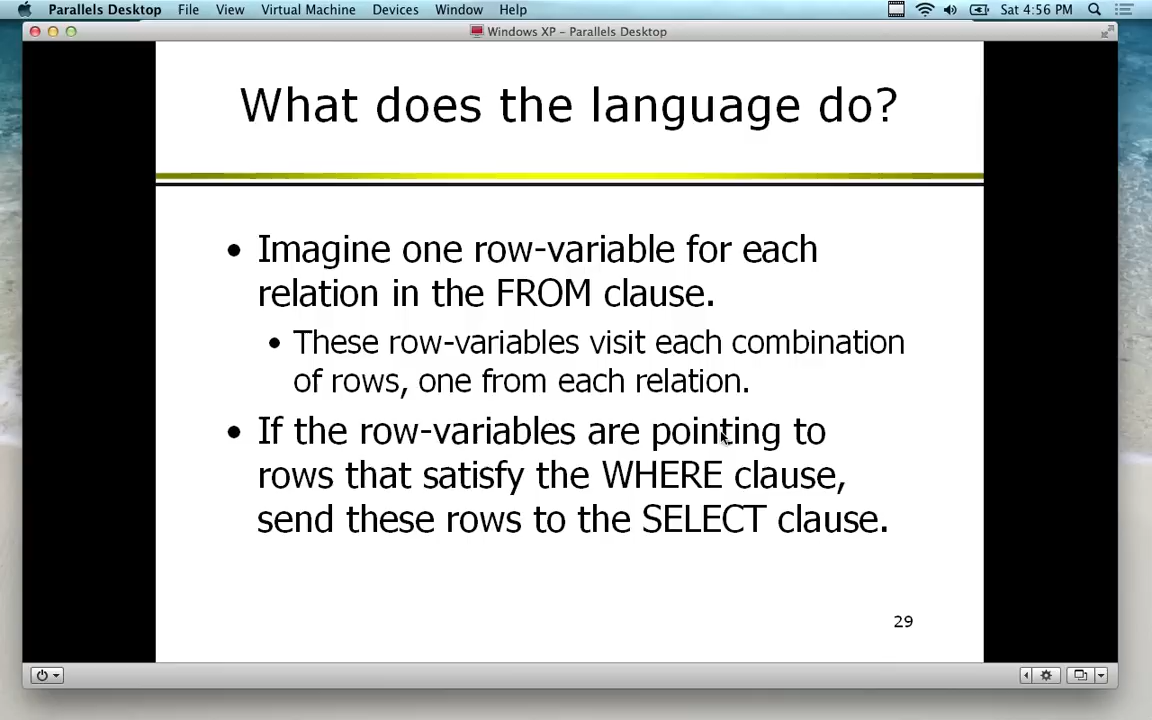 Parallels Desktop File View Virtual Machine Devices Window Help Sat 4:56 PM
Windows XP – Parallels Desktop
What does the language do?
• Imagine one row-variable for each
relation in the FROM clause.
• These row-variables visit each combination
of rows, one from each relation.
• If the row-variables are pointing to
rows that satisfy the WHERE clause,
send these rows to the SELECT clause.
29